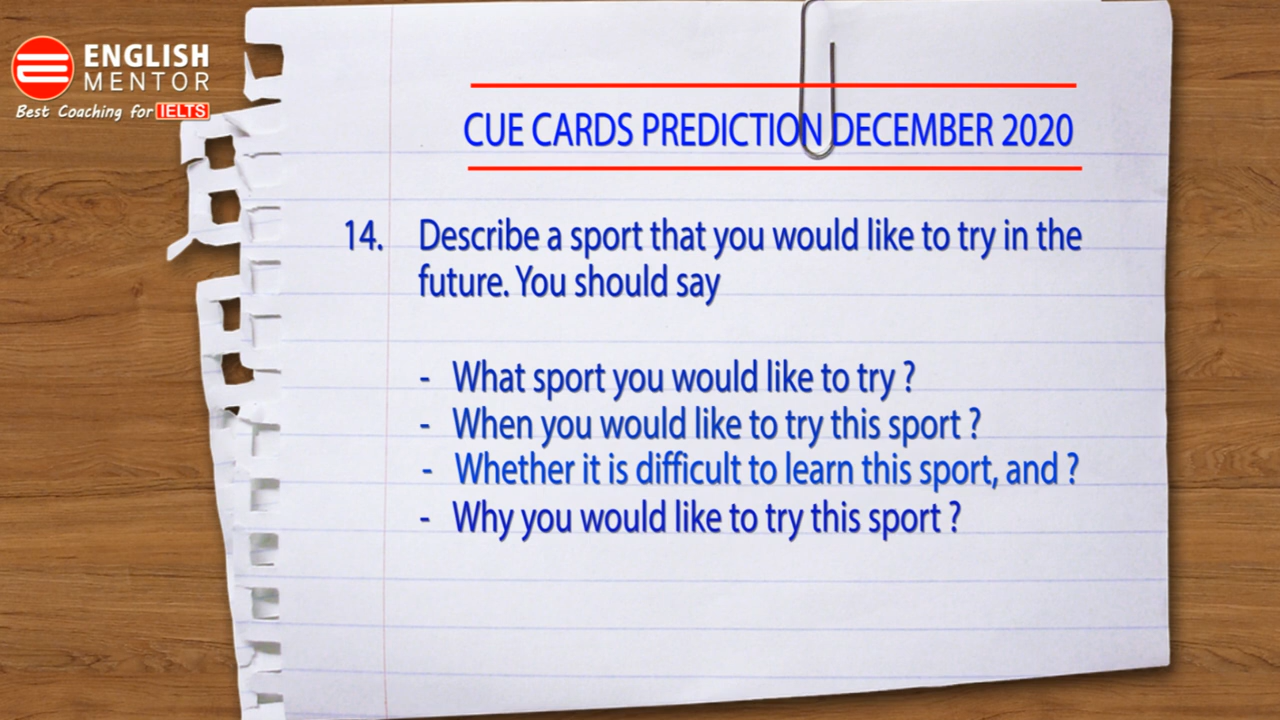 ENGLISH
MENTOR
Best Coaching for IELTS
CUE CARDS PREDICTION DECEMBER 2020
14. Describe a sport that you would like to try in the
future. You should say
- What sport you would like to try ?
- When you would like to try this sport ?
- Whether it is difficult to learn this sport, and ?
- Why you would like to try this sport ?